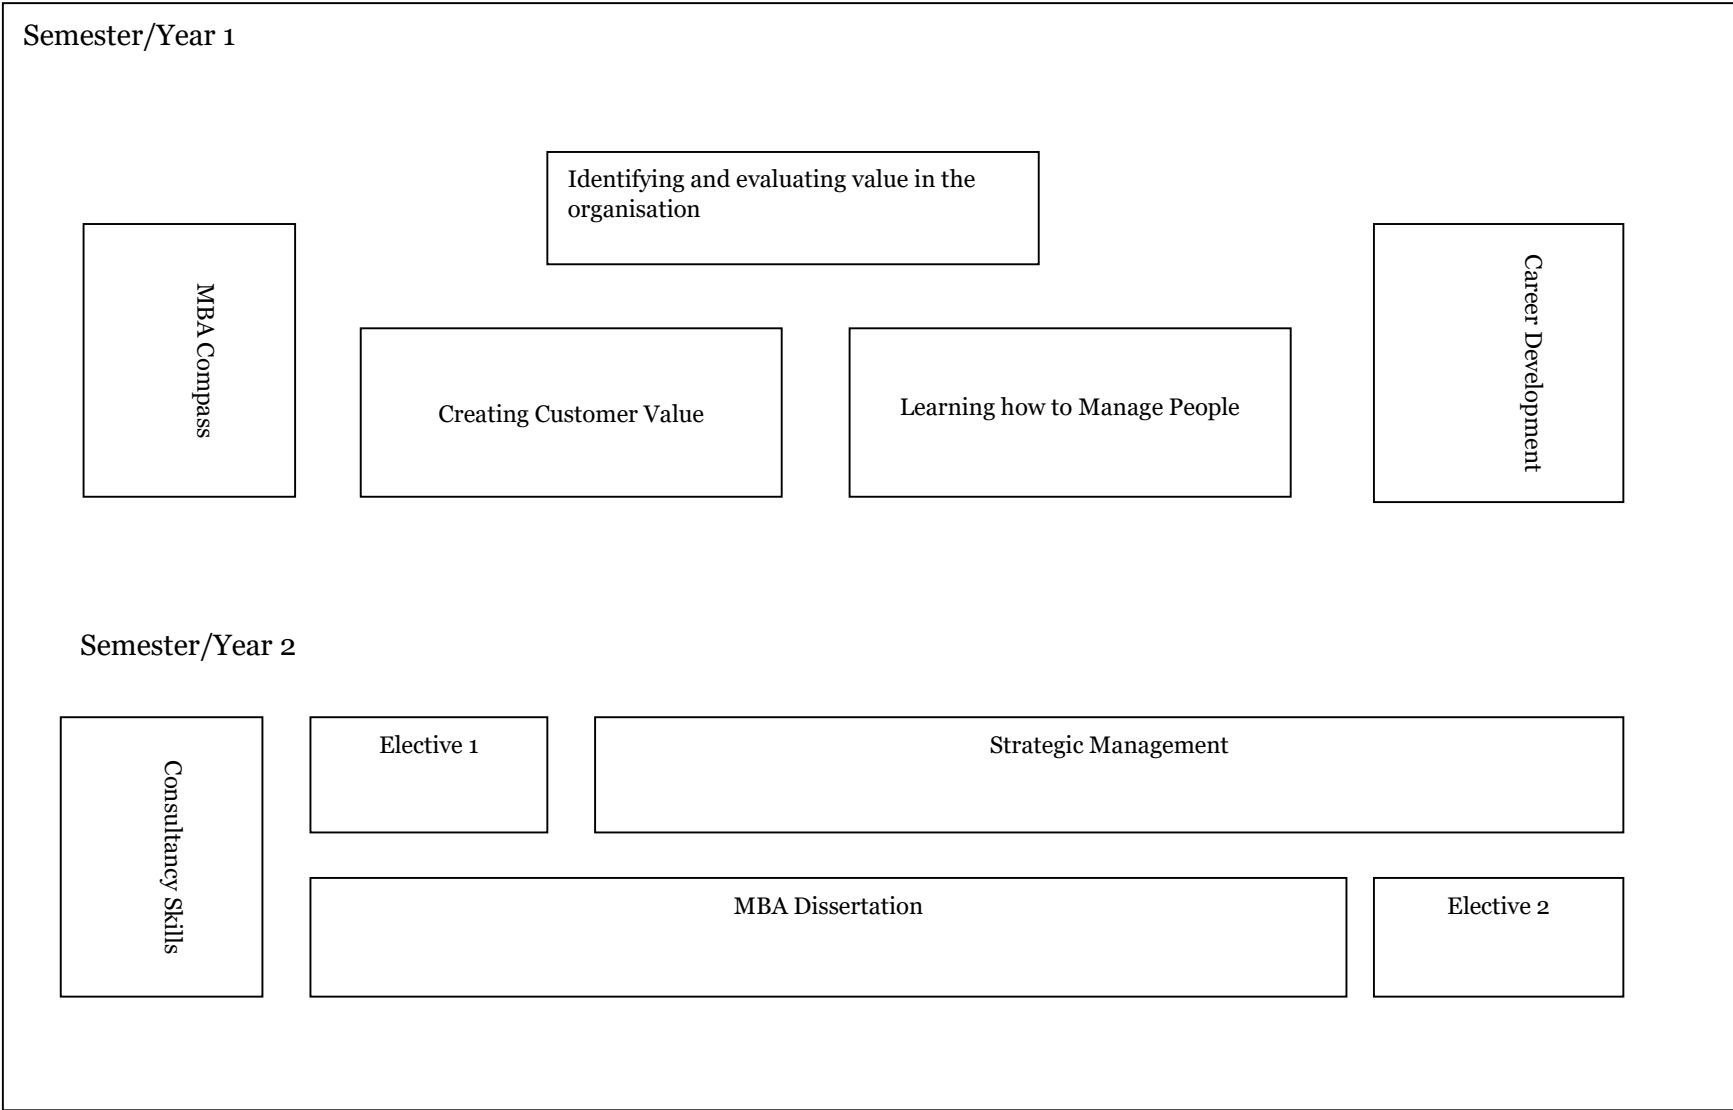 Semester/Year 1
Identifying and evaluating value in the
organisation
MBA Compass
Creating Customer Value
Learning how to Manage People
Career Development
Semester/Year 2
Consultancy Skills
Elective 1
Strategic Management
MBA Dissertation
Elective 2